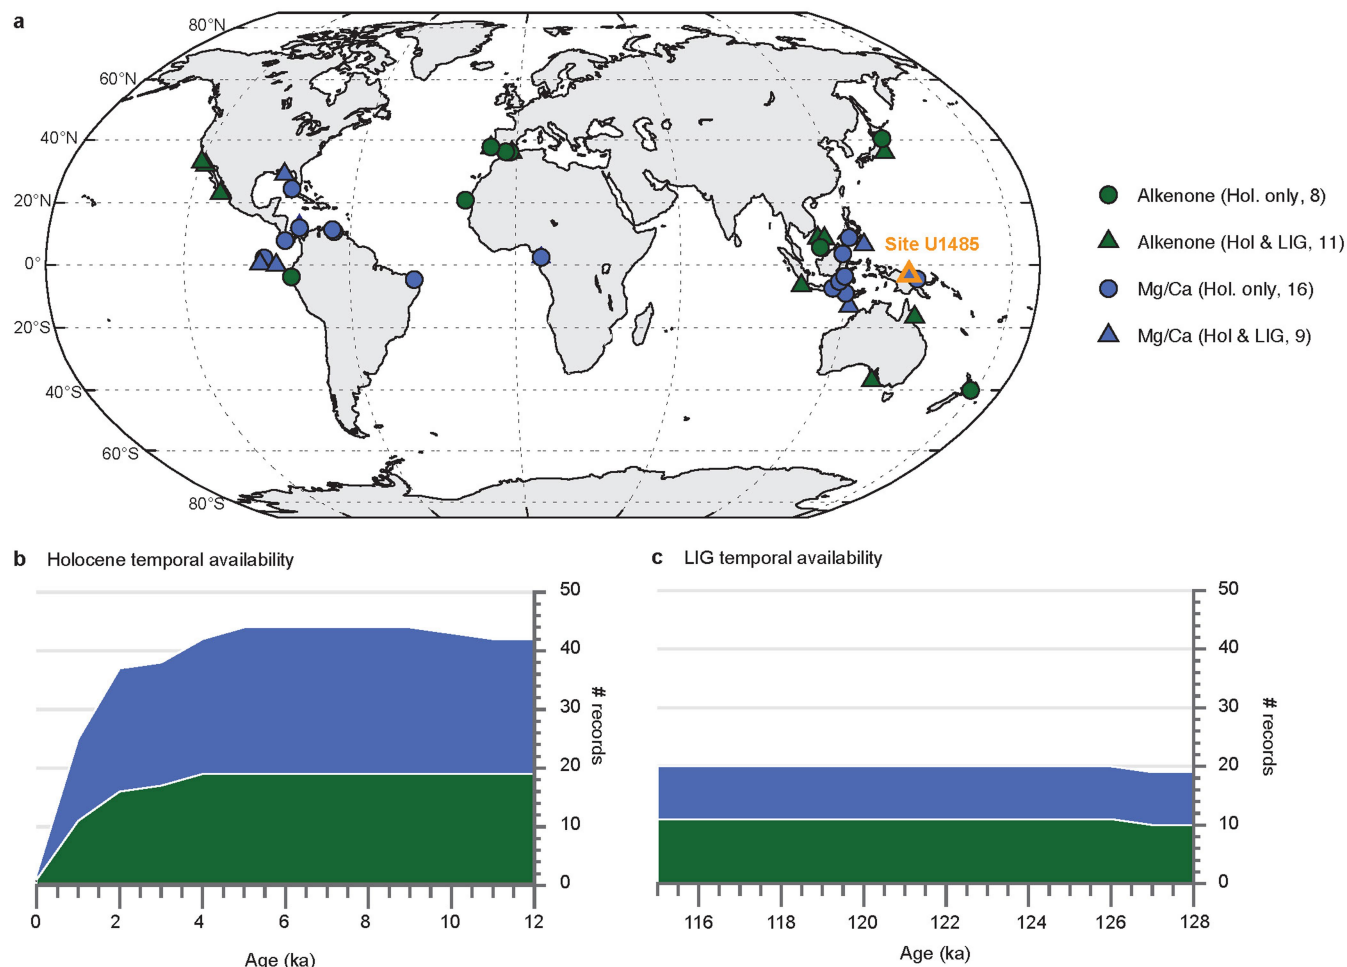 a
80°N
60°N
40°N
20°N
0°
20°S
40°S
60°S
80°S
Site U1485
Alkenone (Hol. only, 8)
Alkenone (Hol & LIG, 11)
Mg/Ca (Hol. only, 16)
Mg/Ca (Hol & LIG, 9)
b Holocene temporal availability
50
40
30
20
10
0
# records
0 2 4 6 8 10 12
Age (ka)
c LIG temporal availability
50
40
30
20
10
0
# records
116 118 120 122 124 126 128
Age (ka)